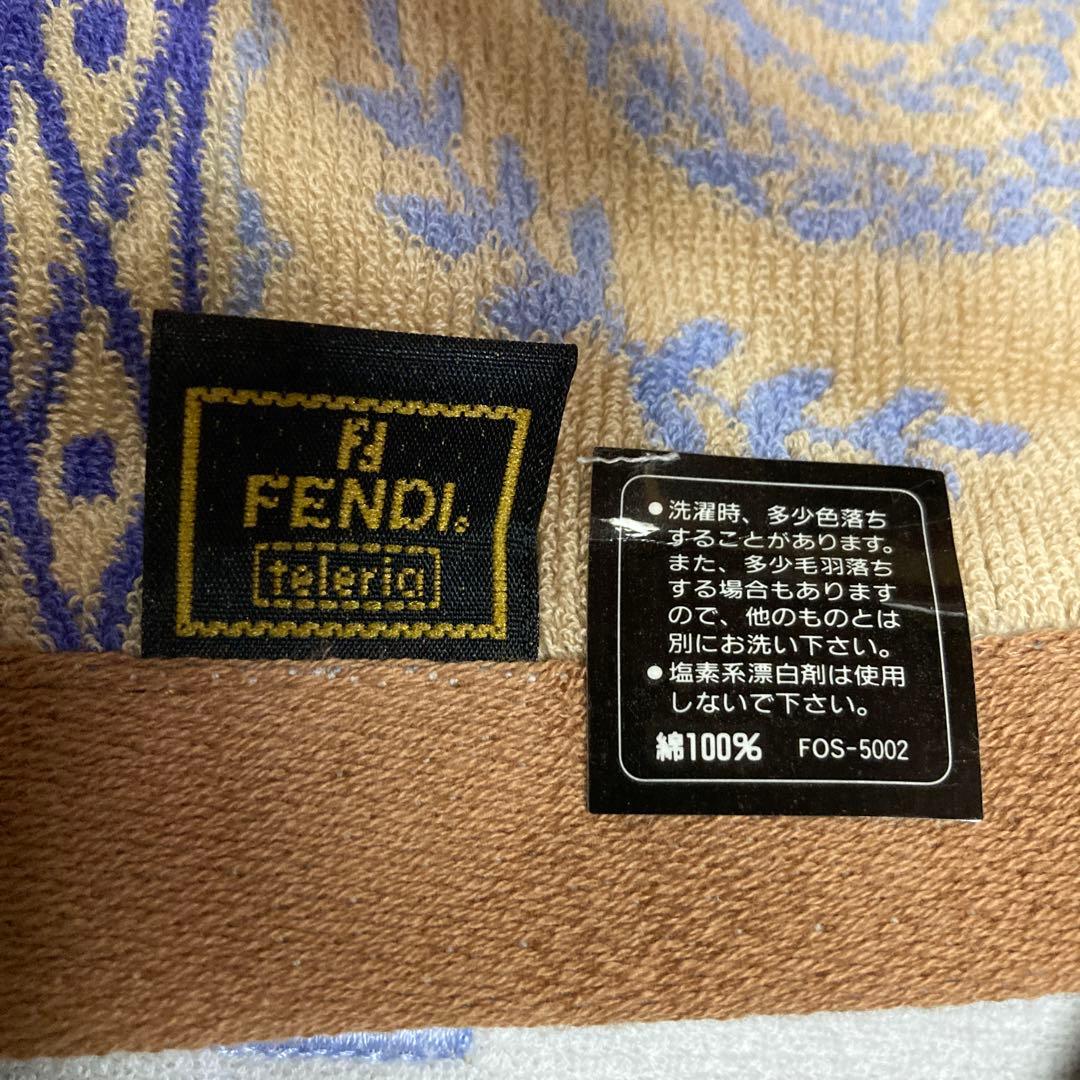 FENDI。
teleria
●洗濯時、多少色落ち
することがあります。
また、多少毛羽落ち
する場合もあります
ので、他のものとは
別にお洗い下さい。
●塩素系漂白剤は使用
しないで下さい。
綿100% FOS-5002